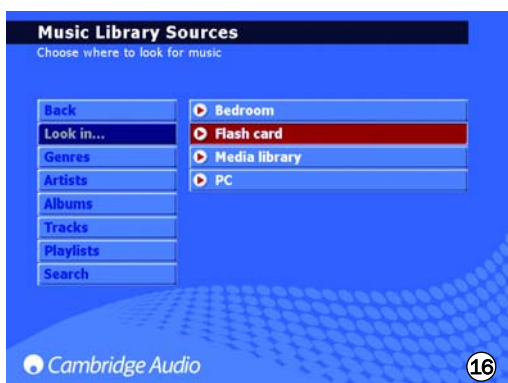 Music Library Sources
Choose where to look for music
Back
Look in...
Genres
Artists
Albums
Tracks
Playlists
Search
Bedroom
Flash card
Media library
PC
Cambridge Audio
16